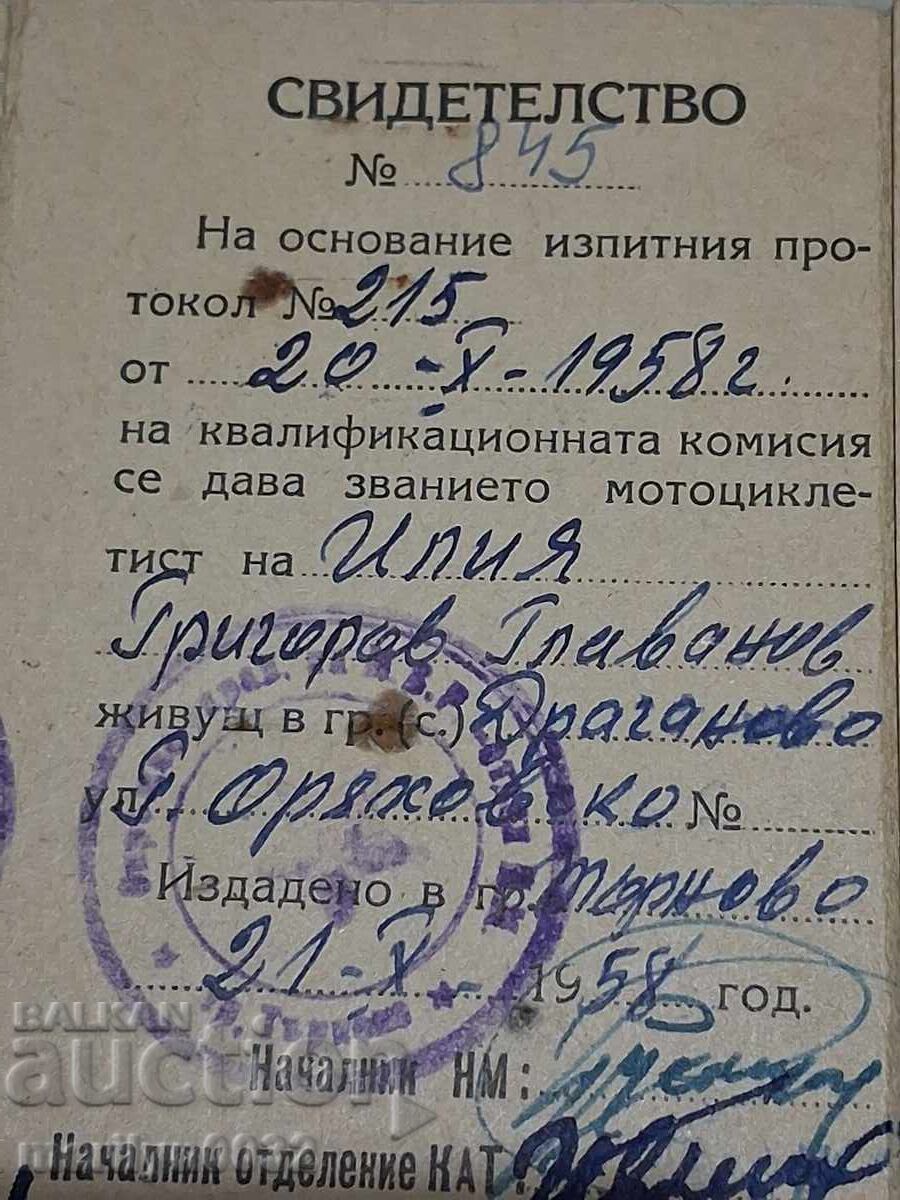 СВИДЕТЕЛСТВО
№ 845
На основание изпитния про-
токол № 215
от 20-X-1958 г.
на квалификационната комисия
се дава званието мотоцикле-
тист на Илия
Григоров Главанов
живущ в гр. (с.) Драганово
ул. Г. Оряховско №
Издадено в гр. Търново
21-X-1958 год.
Началник НМ:
Началник отделение КАТ:
BALKAN
auction